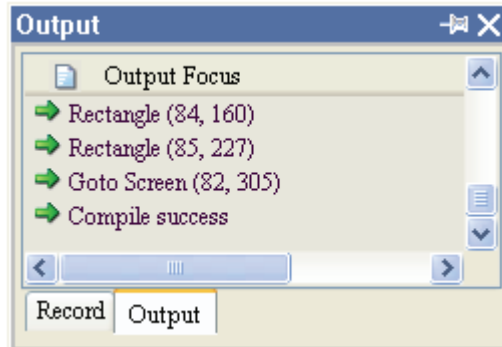 Output
Output Focus
Rectangle (84, 160)
Rectangle (85, 227)
Goto Screen (82, 305)
Compile success
Record Output